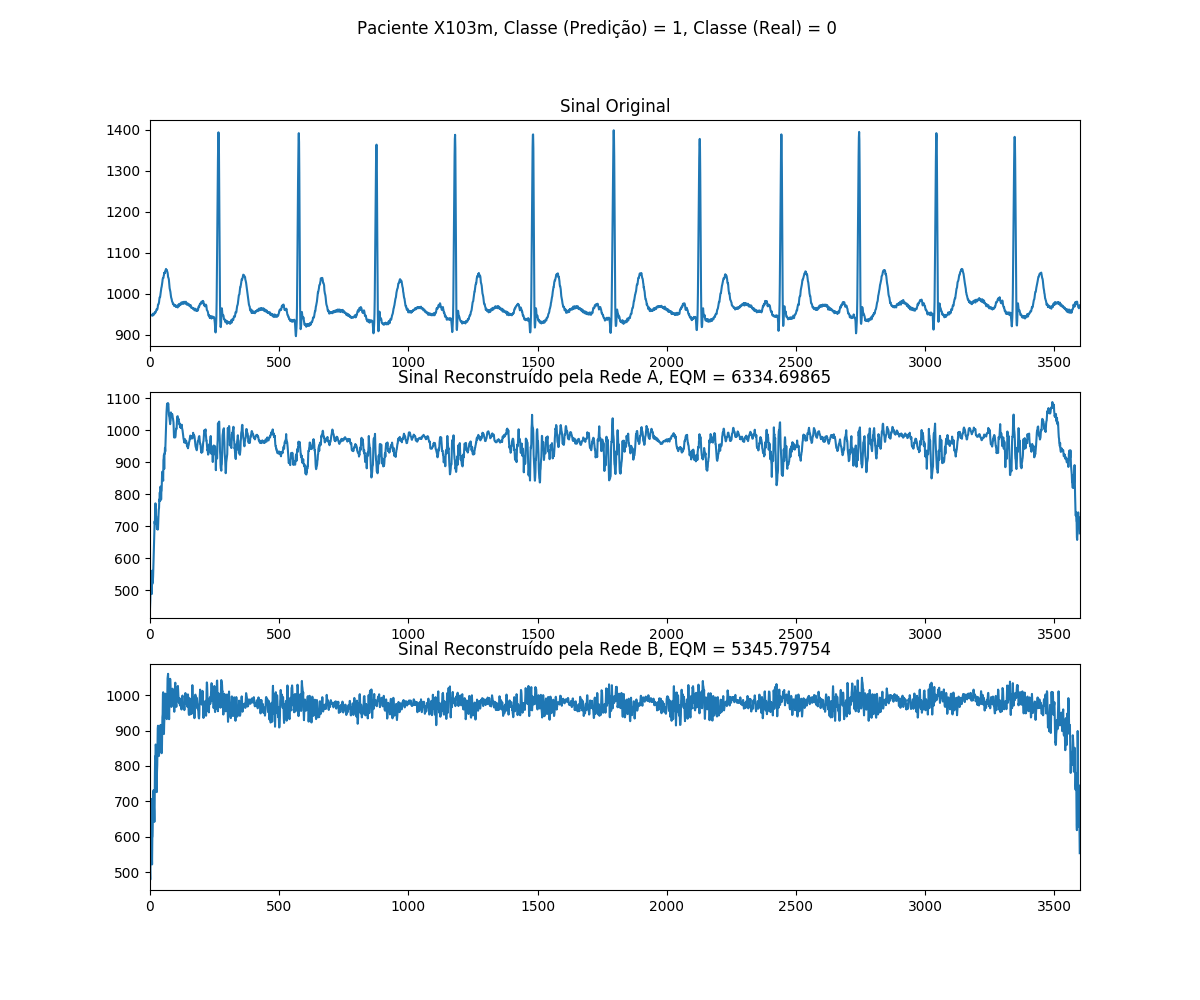 Paciente X103m, Classe (Predição) = 1, Classe (Real) = 0
Sinal Original
1400
1300
1200
1100
1000
900
0 500 1000 1500 2000 2500 3000 3500
Sinal Reconstruído pela Rede A, EQM = 6334.69865
1100
1000
900
800
700
600
500
0 500 1000 1500 2000 2500 3000 3500
Sinal Reconstruído pela Rede B, EQM = 5345.79754
1000
900
800
700
600
500
0 500 1000 1500 2000 2500 3000 3500